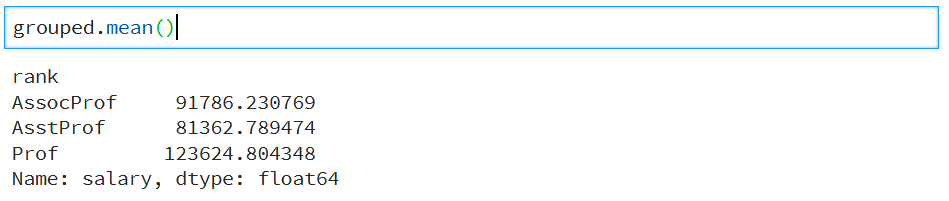 grouped.mean()
rank
AssocProf     91786.230769
AsstProf      81362.789474
Prof         123624.804348
Name: salary, dtype: float64